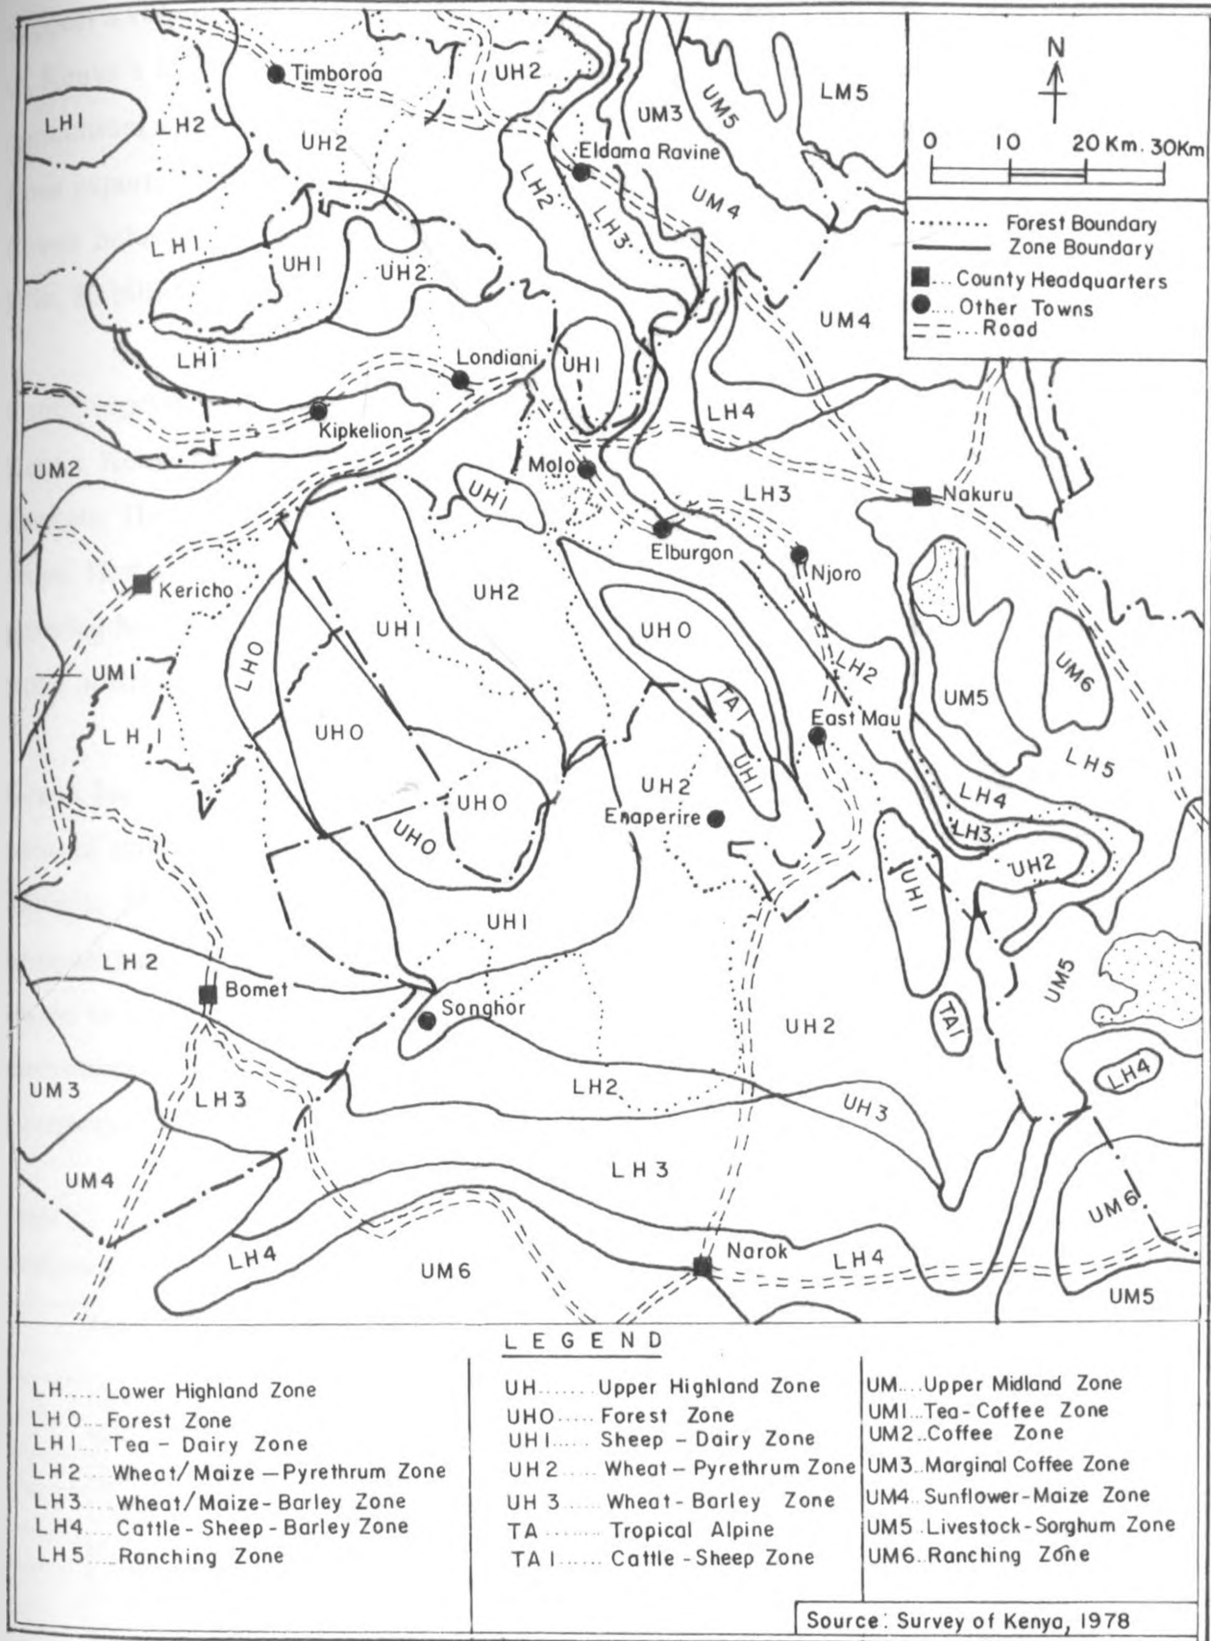 Timboroa
UH2
LM5
N
UM5
UM3
LH1
LH2
UH2
0 10 20 Km. 30Km
Eldama Ravine
LH2
UM4
LH3
........ Forest Boundary
Zone Boundary
... County Headquarters
.... Other Towns
... Road
LH1
UH1
UH2
UM4
LH1
Londiani
UH1
LH4
Kipkelion
UM2
Molo
UH1
LH3
Nakuru
Elburgon
Njoro
Kericho
UH2
UH1
UHO
LHO
LH2
UM6
UM1
TA1
UM5
East Mau
LH1
UHO
LH5
UH1
UH2
UHO
LH4
Enaperire
UHO
LH3
UH2
UH1
UH1
LH2
UM5
Bomet
Songhor
TA1
UH2
LH4
UM3
LH2
LH3
UH3
LH3
UM4
UM6
Narok
LH4
LH4
UM6
UM5
LEGEND
LH..... Lower Highland Zone
LHO... Forest Zone
LH1.... Tea - Dairy Zone
LH2 Wheat/Maize - Pyrethrum Zone
LH3.... Wheat/Maize-Barley Zone
LH4.... Cattle-Sheep-Barley Zone
LH5.... Ranching Zone
UH....... Upper Highland Zone
UHO..... Forest Zone
UH1..... Sheep - Dairy Zone
UH2..... Wheat - Pyrethrum Zone
UH3..... Wheat-Barley Zone
TA....... Tropical Alpine
TA1...... Cattle-Sheep Zone
UM.... Upper Midland Zone
UM1...Tea-Coffee Zone
UM2..Coffee Zone
UM3..Marginal Coffee Zone
UM4..Sunflower-Maize Zone
UM5.Livestock-Sorghum Zone
UM6..Ranching Zone
Source: Survey of Kenya, 1978